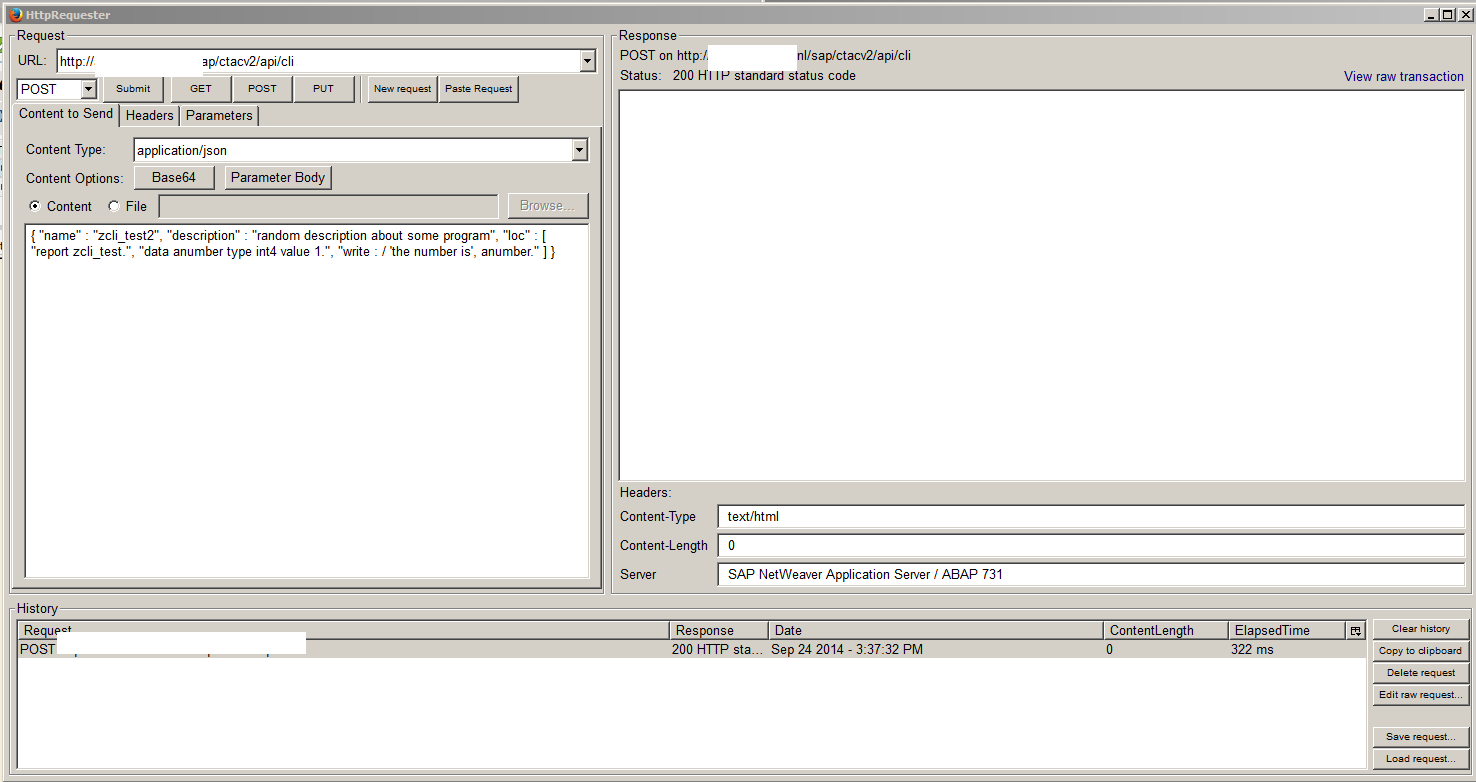 HttpRequester
Request
URL: http:/ ap/ctacv2/api/cli
POST Submit GET POST PUT New request Paste Request
Content to Send Headers Parameters
Content Type: application/json
Content Options: Base64 Parameter Body
Content File Browse...
{ "name" : "zcli_test2", "description" : "random description about some program", "loc" : [
"report zcli_test.", "data anumber type int4 value 1.", "write : / 'the number is', anumber." ] }
Response
POST on http:/ nl/sap/ctacv2/api/cli
Status: 200 HTTP standard status code
View raw transaction
Headers:
Content-Type text/html
Content-Length 0
Server SAP NetWeaver Application Server / ABAP 731
History
Request Response Date ContentLength ElapsedTime
POST 200 HTTP sta... Sep 24 2014 - 3:37:32 PM 0 322 ms
Clear history
Copy to clipboard
Delete request
Edit raw request...
Save request...
Load request...